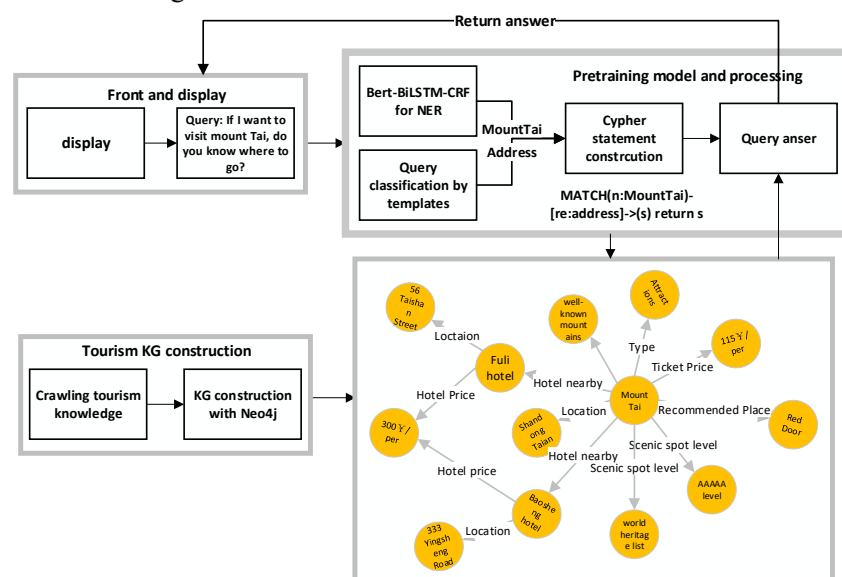 Return answer
Front and display
display
Query: If I want to
visit mount Tai, do
you know where to
go?
Pretraining model and processing
Bert-BiLSTM-CRF
for NER
Query
classification by
templates
MountTai
Address
Cypher
statement
constrcution
Query anser
MATCH(n:MountTai)-
[re:address]->(s) return s
Tourism KG construction
Crawling tourism
knowledge
KG construction
with Neo4j
56
Taisha
n
Street
Loctaion
Fuli
hotel
Hotel Price
300￥/
per
Hotel price
333
Yingsh
eng
Road
Location
Baoshe
ng
hotel
Hotel nearby
Hotel nearby
well-
known
mount
ains
Attract
ions
Type
115￥/
per
Ticket Price
Mount
Tai
Recommended Place
Red
Door
Shand
ong
Taian
Location
Scenic spot level
Scenic spot level
AAAAA
level
world
heritag
e list